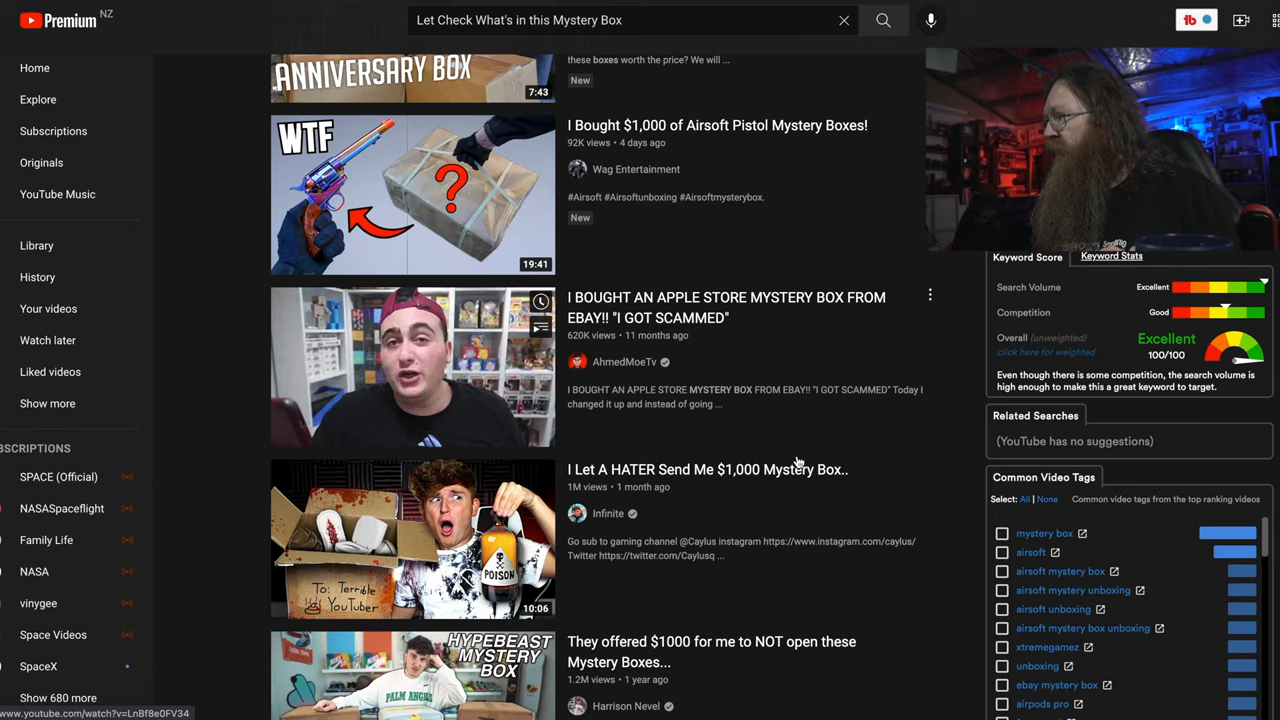 Premium NZ
Let Check What's in this Mystery Box
Home
Explore
Subscriptions
Originals
YouTube Music
Library
History
Your videos
Watch later
Liked videos
Show more
BSCRIPTIONS
SPACE (Official)
NASASpaceflight
Family Life
NASA
vinygee
Space Videos
SpaceX
Show 680 more
www.youtube.com/watch?v=LnBf8e0FV34
ANNIVERSARY BOX
7:43
these boxes worth the price? We will ...
New
WTF
?
19:41
I Bought $1,000 of Airsoft Pistol Mystery Boxes!
92K views • 4 days ago
Wag Entertainment
#Airsoft #Airsoftunboxing #Airsoftmysterybox.
New
I BOUGHT AN APPLE STORE MYSTERY BOX FROM
EBAY!! "I GOT SCAMMED"
620K views • 11 months ago
AhmedMoeTv
I BOUGHT AN APPLE STORE MYSTERY BOX FROM EBAY!! "I GOT SCAMMED" Today I
changed it up and instead of going ...
To: Terrible
YouTuber
POISON
10:06
I Let A HATER Send Me $1,000 Mystery Box..
1M views • 1 month ago
Infinite
Go sub to gaming channel @Caylus instagram https://www.instagram.com/caylus/
Twitter https://twitter.com/Caylusq ...
HYPEBEAST
MYSTERY
BOX
PALM ANGELS
They offered $1000 for me to NOT open these
Mystery Boxes...
1.2M views • 1 year ago
Harrison Nevel
tb
SmallRig
Keyword Score
Keyword Stats
Search Volume
Excellent
Competition
Good
Overall (unweighted)
click here for weighted
Excellent
100/100
Even though there is some competition, the search volume is
high enough to make this a great keyword to target.
Related Searches
(YouTube has no suggestions)
Common Video Tags
Select: All | None
Common video tags from the top ranking videos
mystery box
airsoft
airsoft mystery box
airsoft mystery unboxing
airsoft unboxing
airsoft mystery box unboxing
xtremegamez
unboxing
ebay mystery box
airpods pro